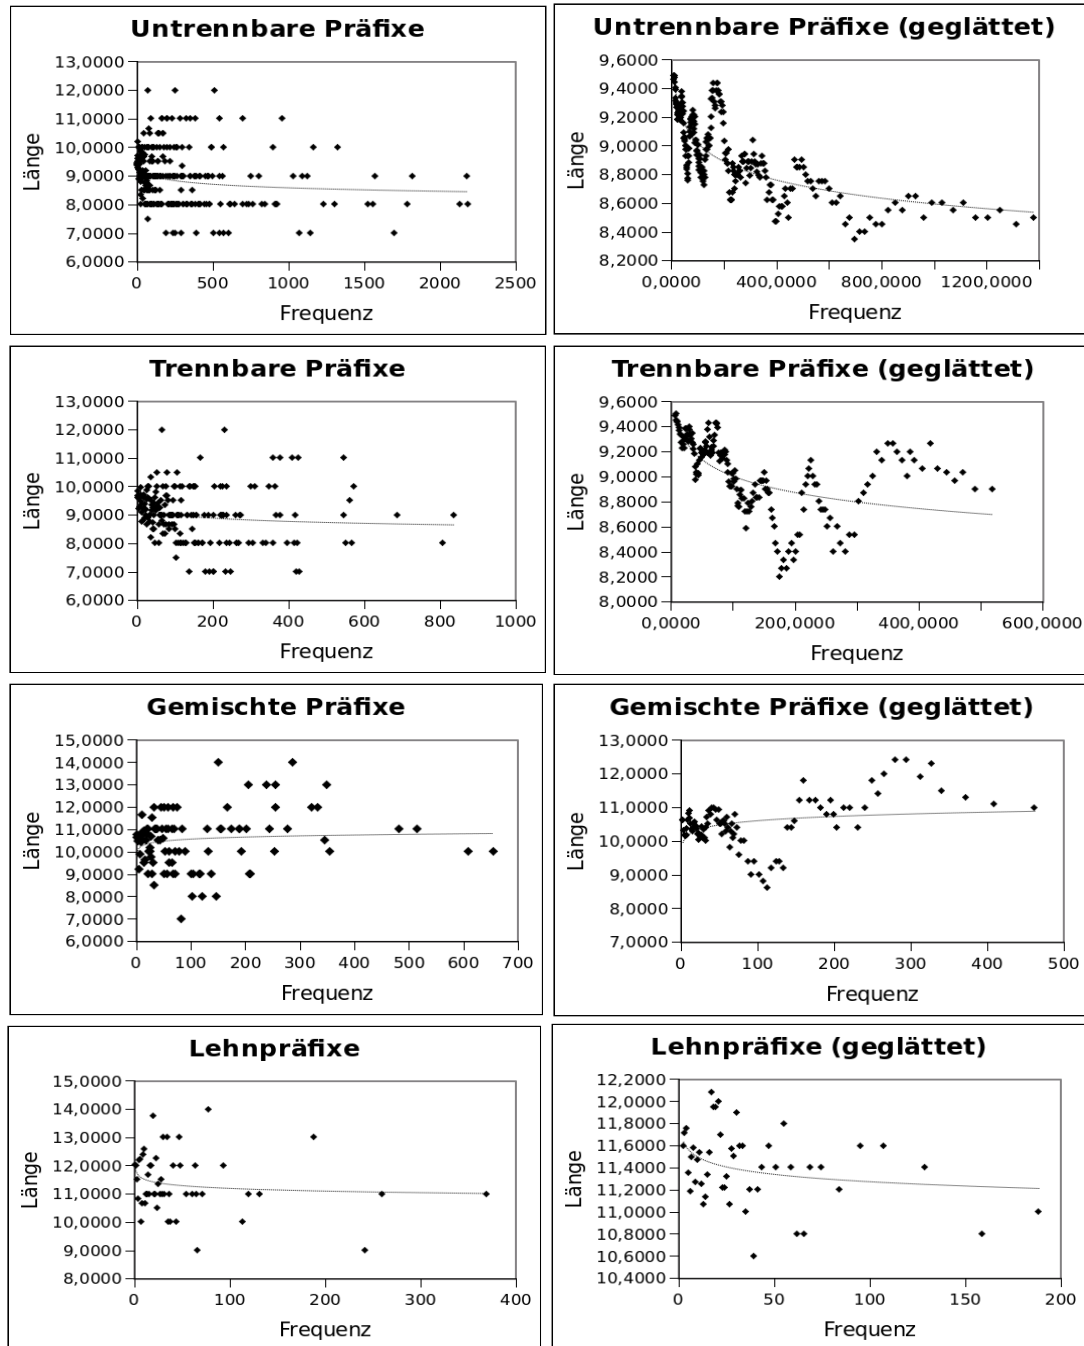 Untrennbare Präfixe
13,0000
12,0000
11,0000
10,0000
9,0000
8,0000
7,0000
6,0000
0 500 1000 1500 2000 2500
Länge
Frequenz
Untrennbare Präfixe (geglättet)
9,6000
9,4000
9,2000
9,0000
8,8000
8,6000
8,4000
8,2000
0,0000 400,0000 800,0000 1200,0000
Länge
Frequenz
Trennbare Präfixe
13,0000
12,0000
11,0000
10,0000
9,0000
8,0000
7,0000
6,0000
0 200 400 600 800 1000
Länge
Frequenz
Trennbare Präfixe (geglättet)
9,6000
9,4000
9,2000
9,0000
8,8000
8,6000
8,4000
8,2000
8,0000
0,0000 200,0000 400,0000 600,0000
Länge
Frequenz
Gemischte Präfixe
15,0000
14,0000
13,0000
12,0000
11,0000
10,0000
9,0000
8,0000
7,0000
6,0000
0 100 200 300 400 500 600 700
Länge
Frequenz
Gemischte Präfixe (geglättet)
13,0000
12,0000
11,0000
10,0000
9,0000
8,0000
7,0000
0 100 200 300 400 500
Länge
Frequenz
Lehnpräfixe
15,0000
14,0000
13,0000
12,0000
11,0000
10,0000
9,0000
8,0000
0 100 200 300 400
Länge
Frequenz
Lehnpräfixe (geglättet)
12,2000
12,0000
11,8000
11,6000
11,4000
11,2000
11,0000
10,8000
10,6000
10,4000
0 50 100 150 200
Länge
Frequenz